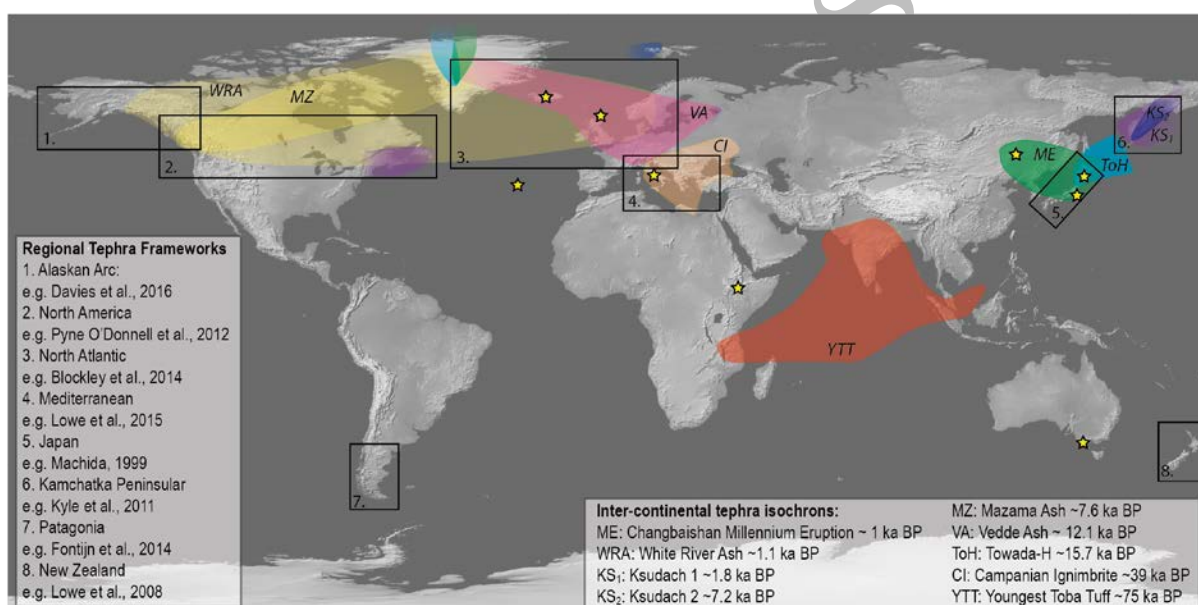 WRA
MZ
1.
2.
3.
VA
CI
4.
KS₂
6.
KS₁
ME
ToH
5.
YTT
7.
8.
Regional Tephra Frameworks
1. Alaskan Arc:
e.g. Davies et al., 2016
2. North America
e.g. Pyne O'Donnell et al., 2012
3. North Atlantic
e.g. Blockley et al., 2014
4. Mediterranean
e.g. Lowe et al., 2015
5. Japan
e.g. Machida, 1999
6. Kamchatka Peninsular
e.g. Kyle et al., 2011
7. Patagonia
e.g. Fontijn et al., 2014
8. New Zealand
e.g. Lowe et al., 2008
Inter-continental tephra isochrons:
ME: Changbaishan Millennium Eruption ~ 1 ka BP
WRA: White River Ash ~1.1 ka BP
KS₁: Ksudach 1 ~1.8 ka BP
KS₂: Ksudach 2 ~7.2 ka BP
MZ: Mazama Ash ~7.6 ka BP
VA: Vedde Ash ~ 12.1 ka BP
ToH: Towada-H ~15.7 ka BP
CI: Campanian Ignimbrite ~39 ka BP
YTT: Youngest Toba Tuff ~75 ka BP